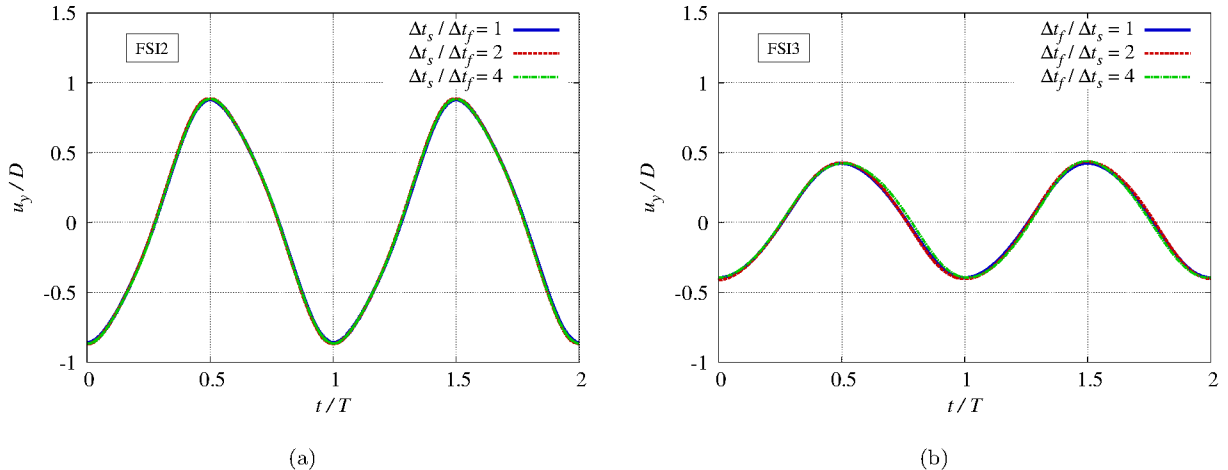 1.5
1
0.5
0
-0.5
-1
u_y / D
FSI2
Δt_s / Δt_f = 1
Δt_s / Δt_f = 2
Δt_s / Δt_f = 4
0 0.5 1 1.5 2
t / T
(a)
1.5
1
0.5
0
-0.5
-1
u_y / D
FSI3
Δt_f / Δt_s = 1
Δt_f / Δt_s = 2
Δt_f / Δt_s = 4
0 0.5 1 1.5 2
t / T
(b)